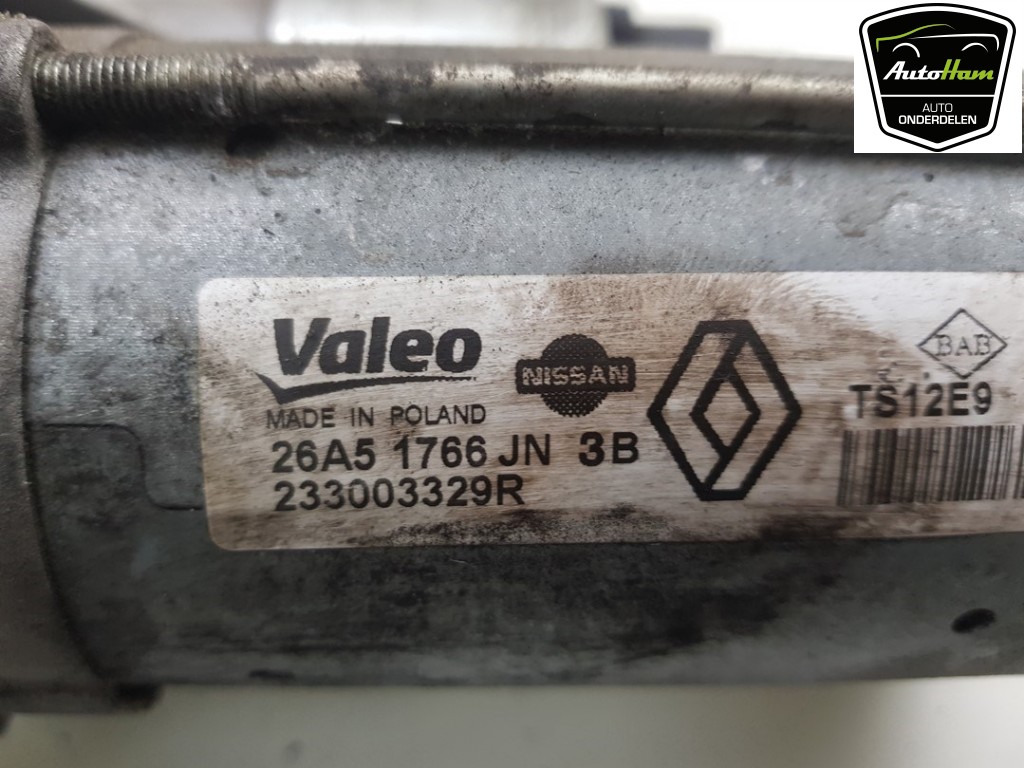 AutoHam
AUTO
ONDERDELEN
Valeo
NISSAN
BAB
MADE IN POLAND
TS12E9
26A5 1766 JN 3B
233003329R